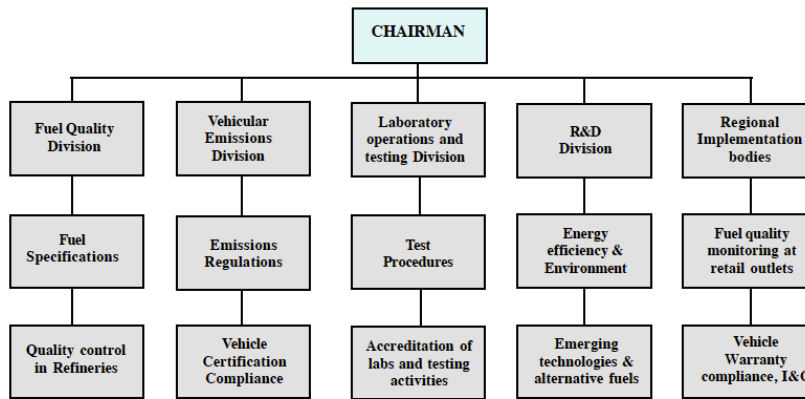 CHAIRMAN
Fuel Quality
Division
Vehicular
Emissions
Division
Laboratory
operations and
testing Division
R&D
Division
Regional
Implementation
bodies
Fuel
Specifications
Emissions
Regulations
Test
Procedures
Energy
efficiency &
Environment
Fuel quality
monitoring at
retail outlets
Quality control
in Refineries
Vehicle
Certification
Compliance
Accreditation of
labs and testing
activities
Emerging
technologies &
alternative fuels
Vehicle
Warranty
compliance,